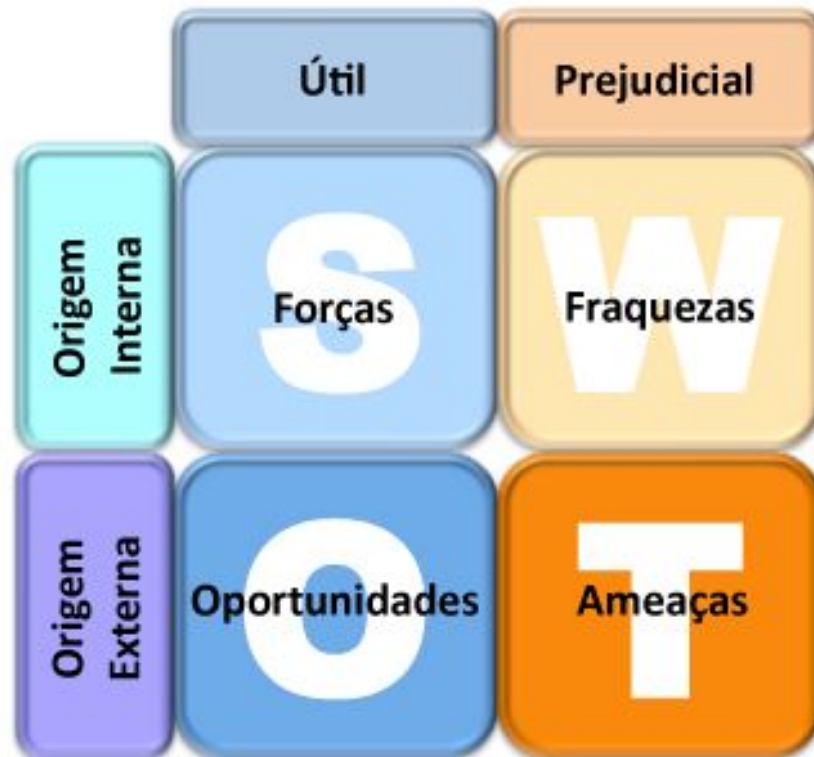 Útil
Prejudicial
Origem
Interna
S
Forças
W
Fraquezas
Origem
Externa
O
Oportunidades
T
Ameaças